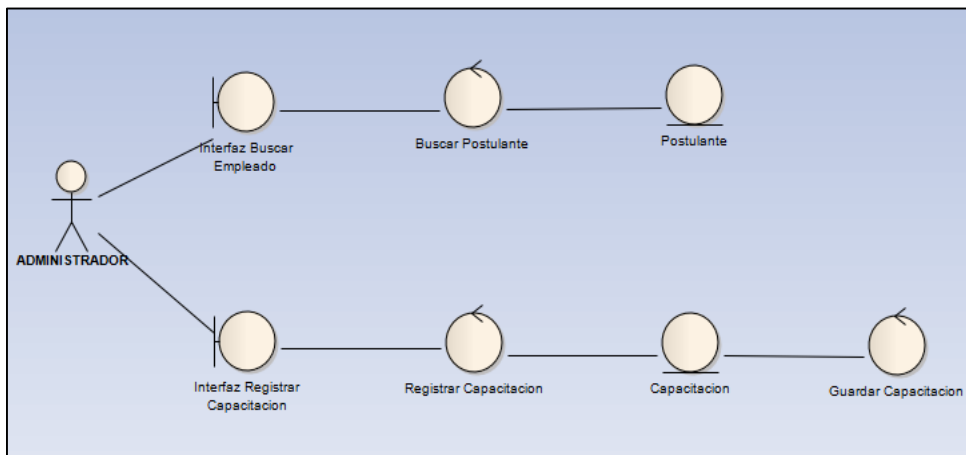 Interfaz Buscar
Empleado
Buscar Postulante
Postulante
ADMINISTRADOR
Interfaz Registrar
Capacitacion
Registrar Capacitacion
Capacitacion
Guardar Capacitacion